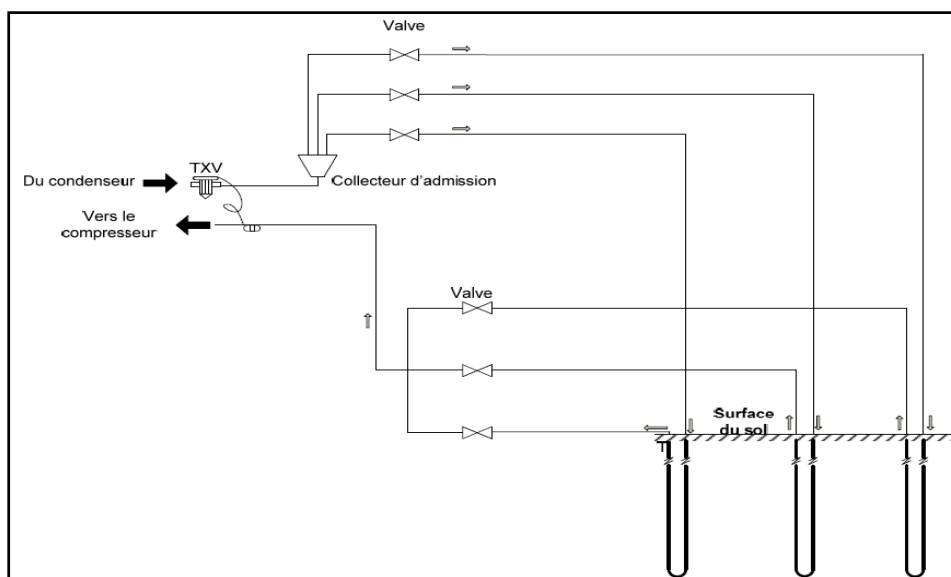 Valve
TXV
Du condenseur
Collecteur d'admission
Vers le
compresseur
Valve
Surface
du sol